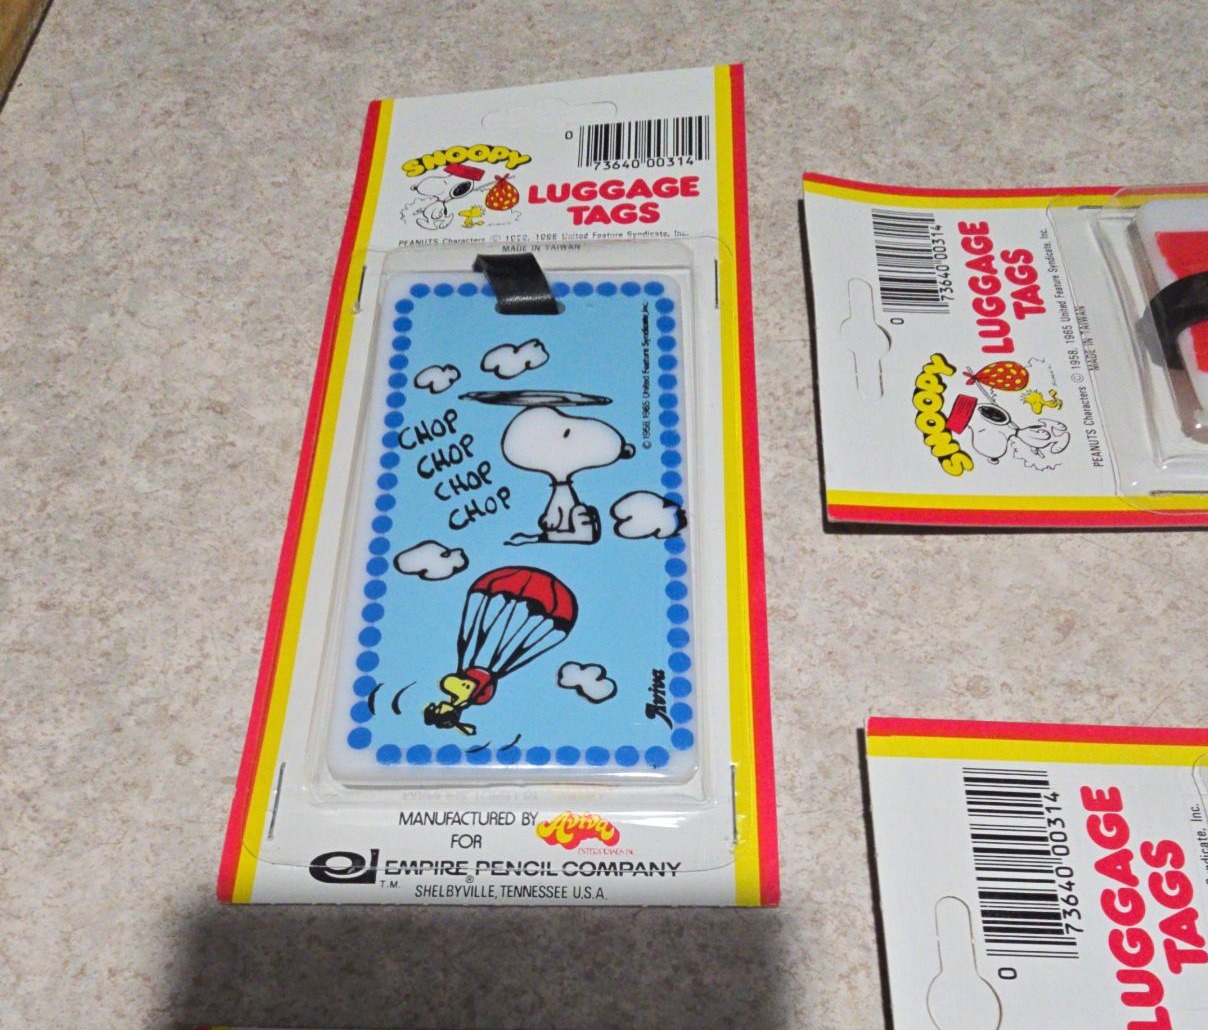 0
73640 00314
SNOOPY
LUGGAGE
TAGS
PEANUTS Characters © 1958, 1965 United Feature Syndicate, Inc.
MADE IN TAIWAN
© 1958, 1965 United Feature Syndicate, Inc.
CHOP
CHOP
CHOP
CHOP
Aviva
MANUFACTURED BY Aviva
FOR
EMPIRE PENCIL COMPANY
T.M. ®
SHELBYVILLE, TENNESSEE U.S.A.
0
73640 00314
SNOOPY
LUGGAGE
TAGS
PEANUTS Characters © 1958, 1965 United Feature Syndicate, Inc.
MADE IN TAIWAN
0
73640 00314
LUGGAGE
TAGS